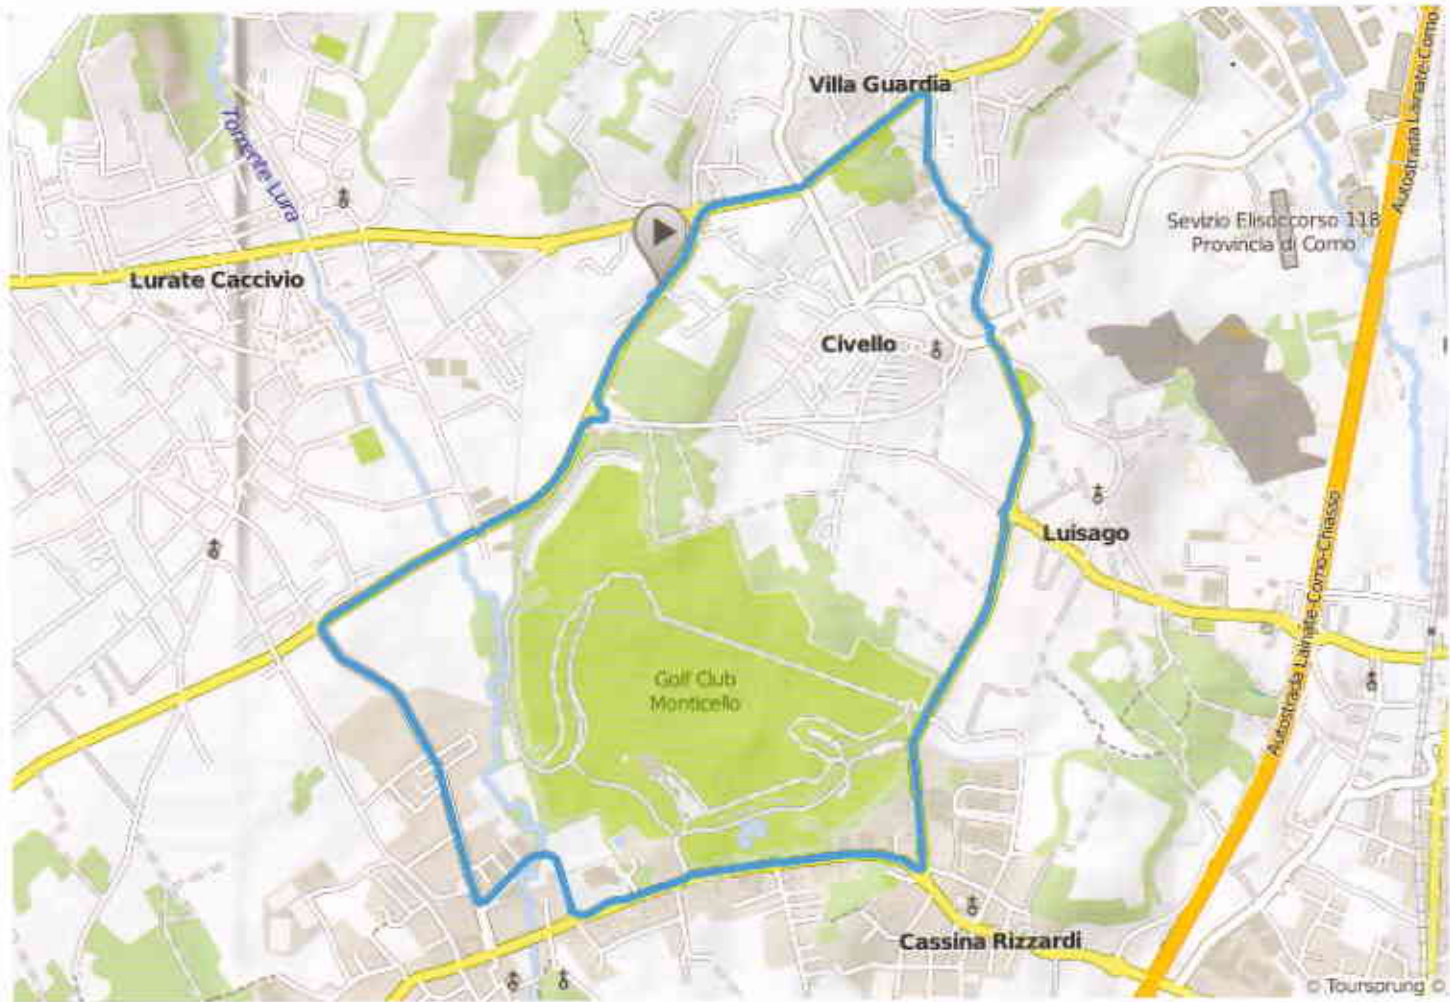 Villa Guardia
Autostrada Lainate-Como
Torrente Lura
Sevizio Elisoccorso 118
Provincia di Como
Lurate Caccivio
Civello
Luisago
Autostrada Lainate-Como-Chiasso
Golf Club
Monticello
Cassina Rizzardi
© Toursprung ©